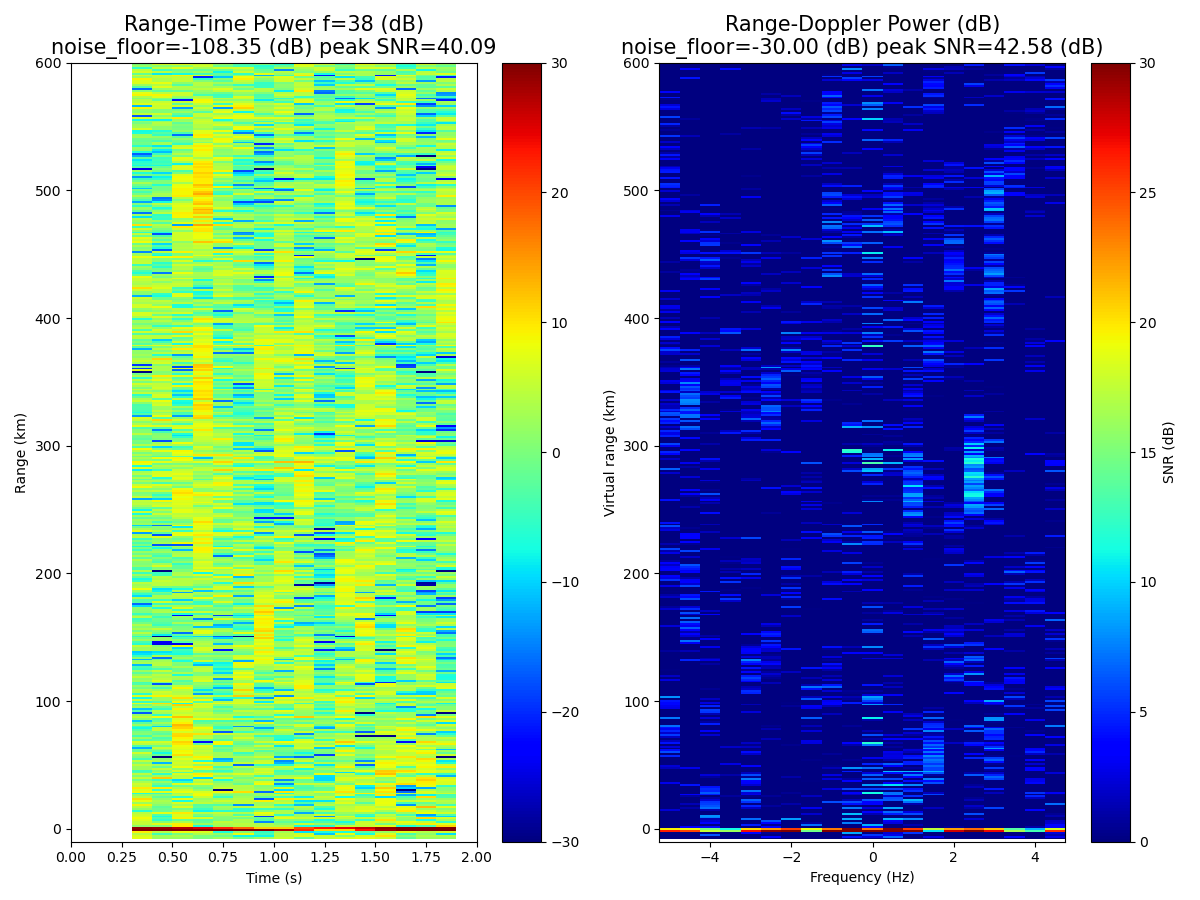 Range-Time Power f=38 (dB)
noise_floor=-108.35 (dB) peak SNR=40.09
600
500
400
300
200
100
0
Range (km)
0.00 0.25 0.50 0.75 1.00 1.25 1.50 1.75 2.00
Time (s)
30
20
10
0
−10
−20
−30
Range-Doppler Power (dB)
noise_floor=-30.00 (dB) peak SNR=42.58 (dB)
600
500
400
300
200
100
0
Virtual range (km)
−4 −2 0 2 4
Frequency (Hz)
30
25
20
15
10
5
0
SNR (dB)